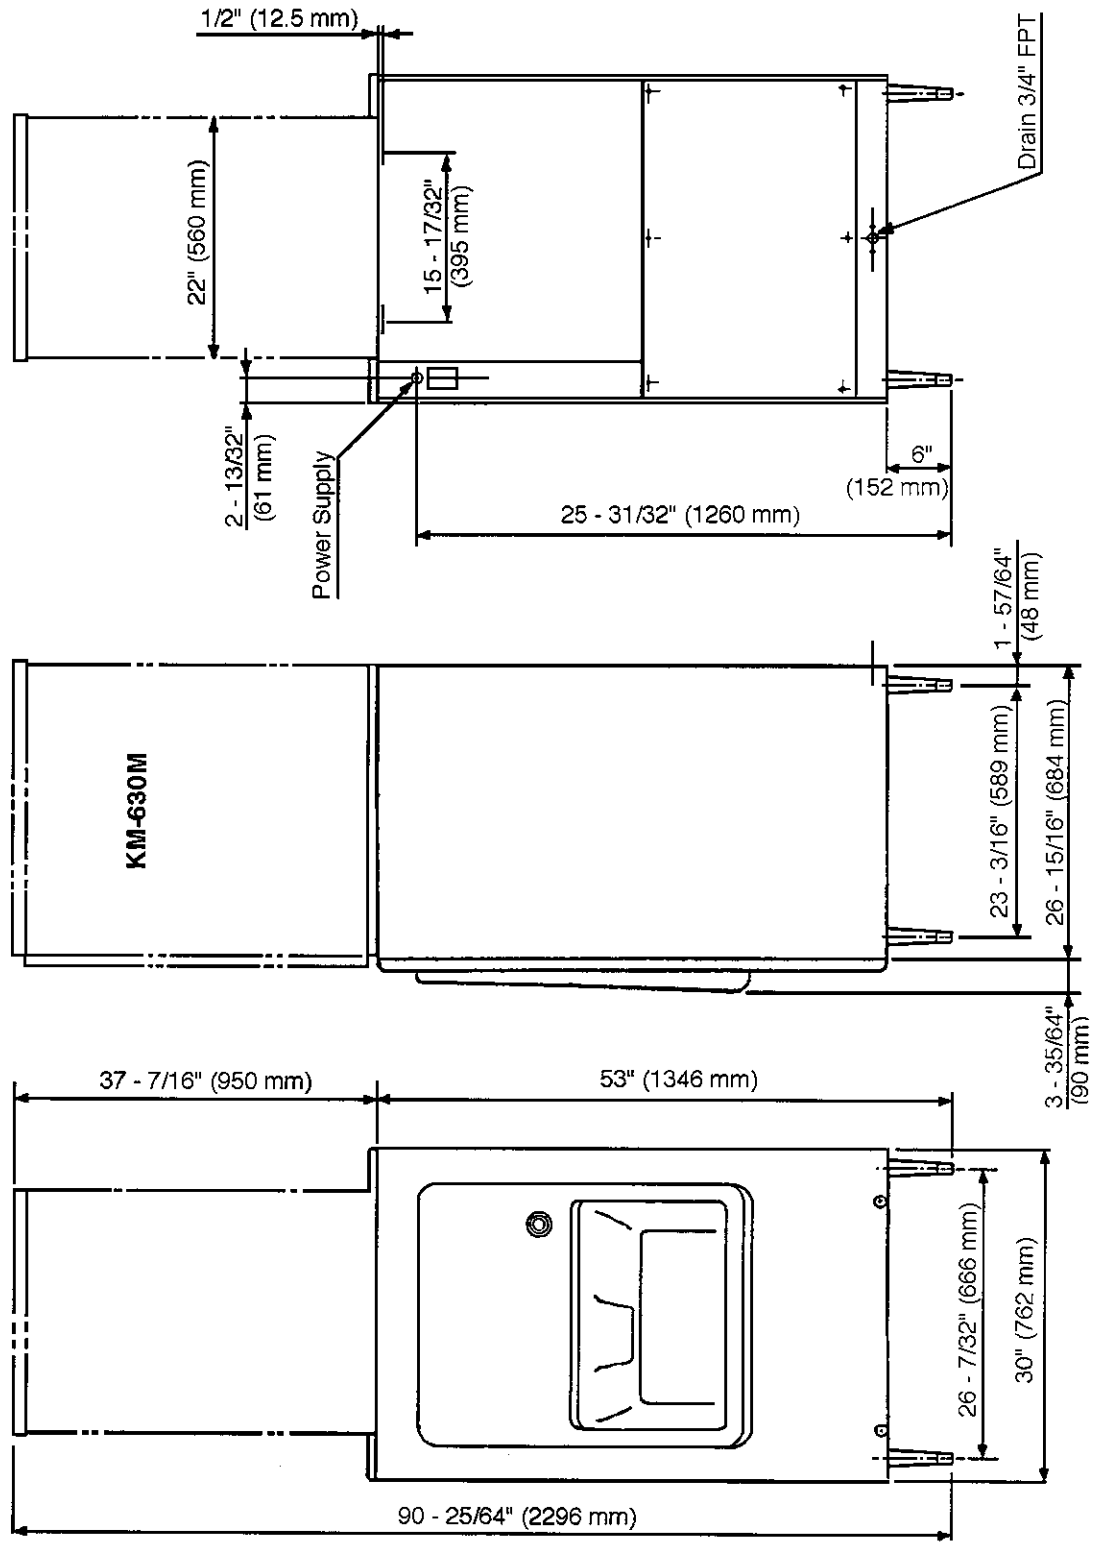 1/2" (12.5 mm)
22" (560 mm)
15 - 17/32"
(395 mm)
2 - 13/32"
(61 mm)
Power Supply
Drain 3/4" FPT
6"
(152 mm)
25 - 31/32" (1260 mm)
KM-630M
1 - 57/64"
(48 mm)
23 - 3/16" (589 mm)
26 - 15/16" (684 mm)
3 - 35/64"
(90 mm)
37 - 7/16" (950 mm)
53" (1346 mm)
26 - 7/32" (666 mm)
30" (762 mm)
90 - 25/64" (2296 mm)